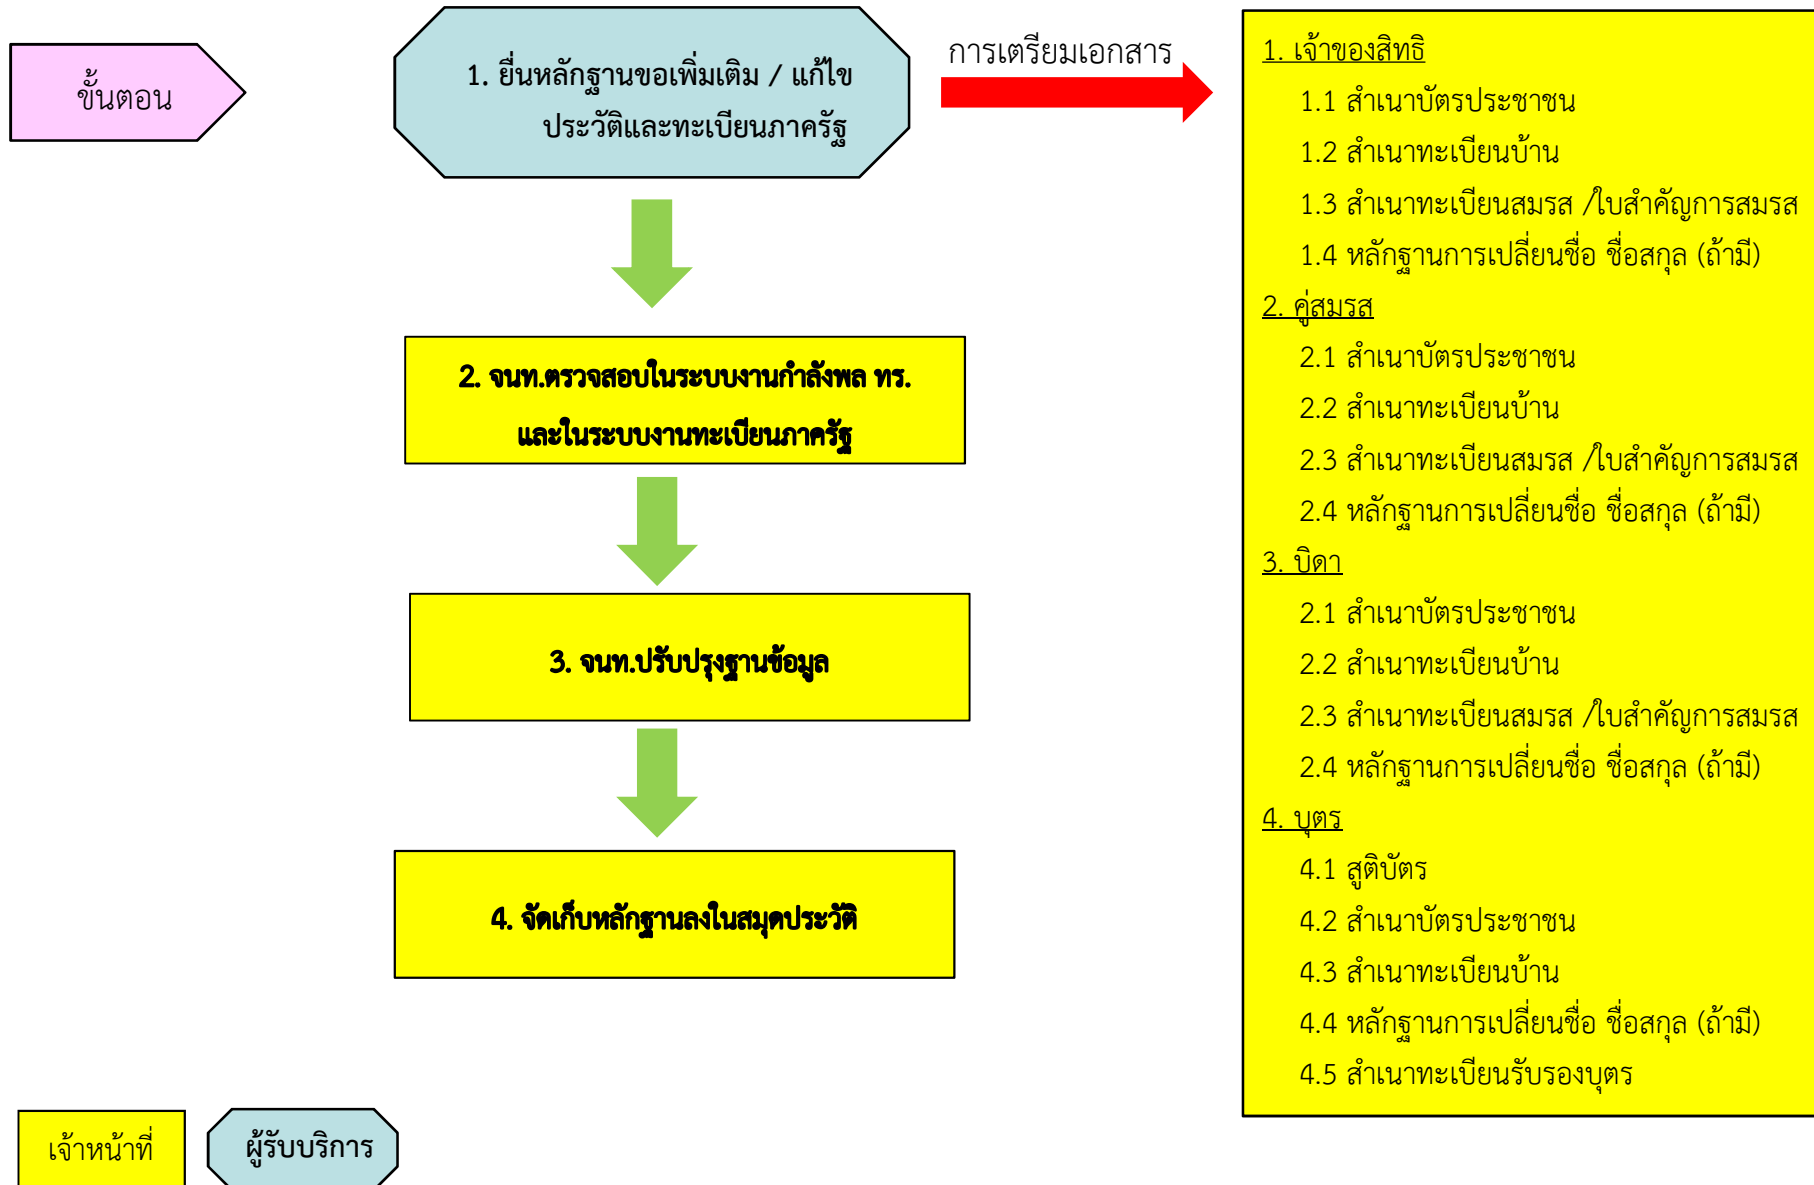 ขั้นตอน
1. ยื่นหลักฐานขอเพิ่มเติม / แก้ไข
ประวัติและทะเบียนภาครัฐ
การเตรียมเอกสาร
2. จนท.ตรวจสอบในระบบงานกำลังพล ทร.
และในระบบงานทะเบียนภาครัฐ
3. จนท.ปรับปรุงฐานข้อมูล
4. จัดเก็บหลักฐานลงในสมุดประวัติ
1. เจ้าของสิทธิ
1.1 สำเนาบัตรประชาชน
1.2 สำเนาทะเบียนบ้าน
1.3 สำเนาทะเบียนสมรส /ใบสำคัญการสมรส
1.4 หลักฐานการเปลี่ยนชื่อ ชื่อสกุล (ถ้ามี)
2. คู่สมรส
2.1 สำเนาบัตรประชาชน
2.2 สำเนาทะเบียนบ้าน
2.3 สำเนาทะเบียนสมรส /ใบสำคัญการสมรส
2.4 หลักฐานการเปลี่ยนชื่อ ชื่อสกุล (ถ้ามี)
3. บิดา
2.1 สำเนาบัตรประชาชน
2.2 สำเนาทะเบียนบ้าน
2.3 สำเนาทะเบียนสมรส /ใบสำคัญการสมรส
2.4 หลักฐานการเปลี่ยนชื่อ ชื่อสกุล (ถ้ามี)
4. บุตร
4.1 สูติบัตร
4.2 สำเนาบัตรประชาชน
4.3 สำเนาทะเบียนบ้าน
4.4 หลักฐานการเปลี่ยนชื่อ ชื่อสกุล (ถ้ามี)
4.5 สำเนาทะเบียนรับรองบุตร
เจ้าหน้าที่
ผู้รับบริการ